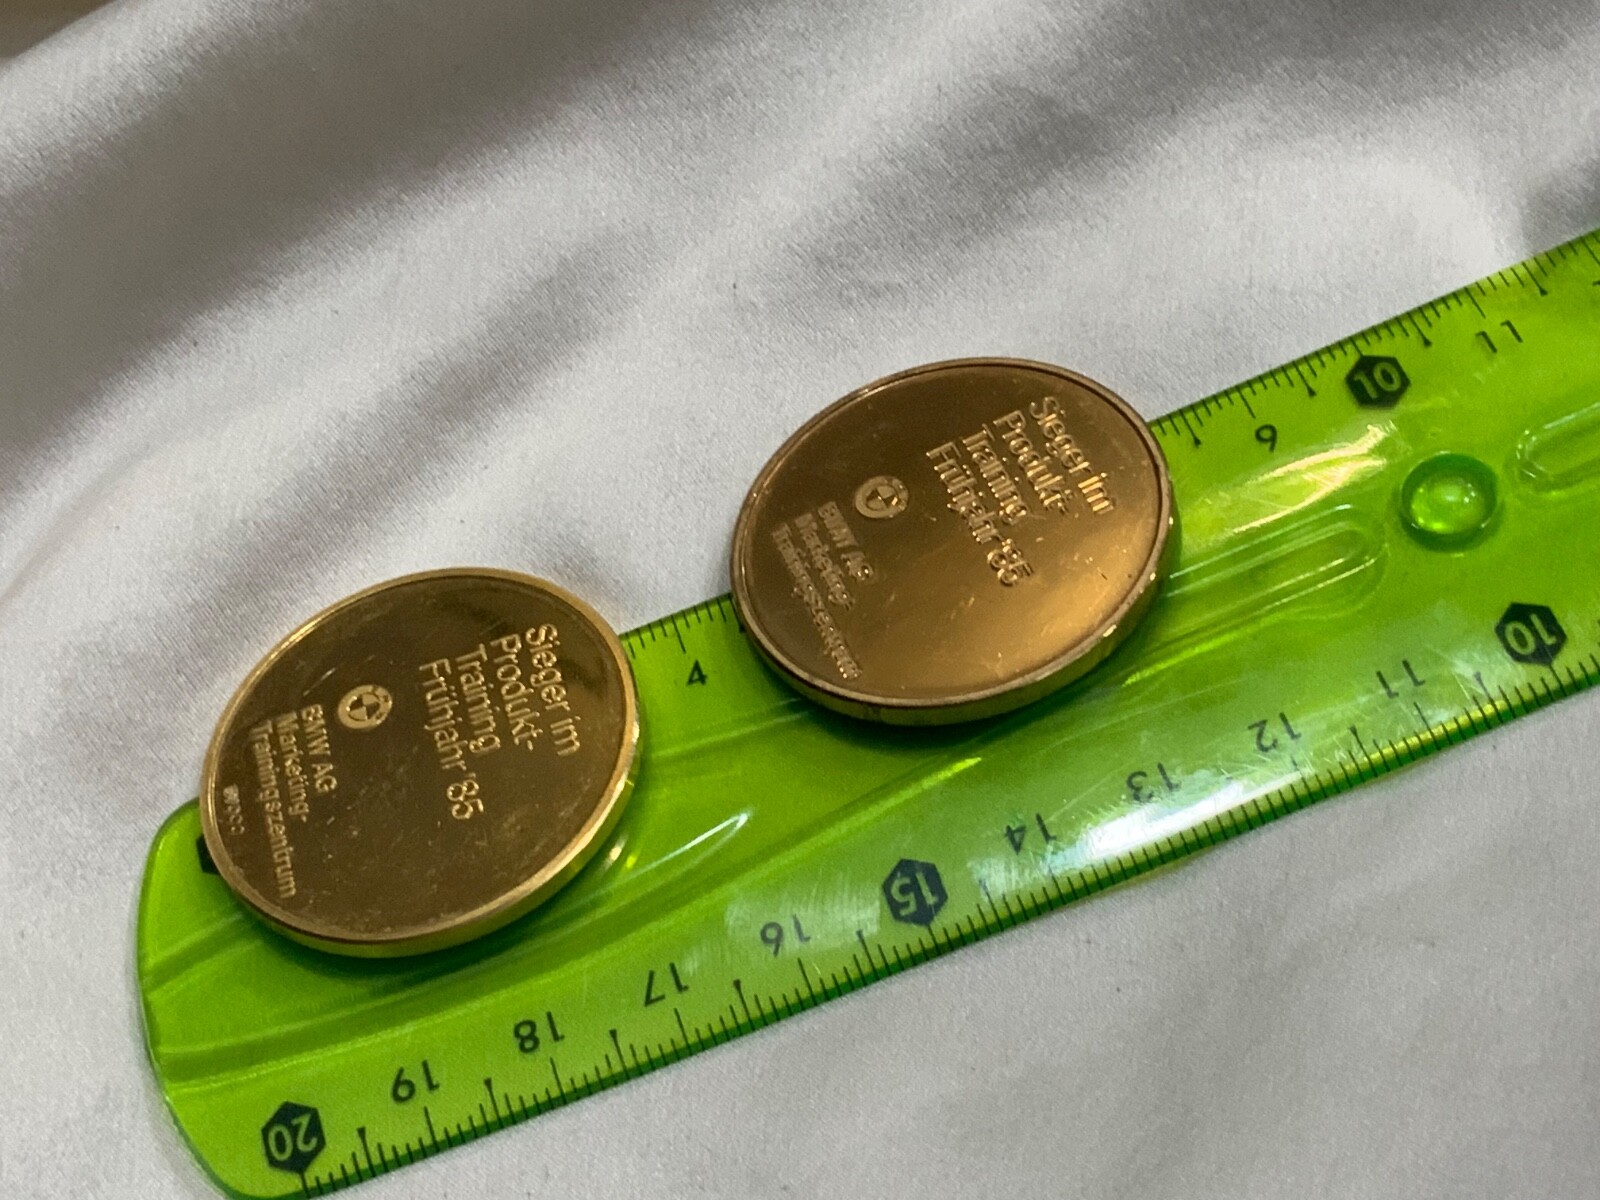 Sieger im
Produkt-
Training
Frühjahr '85
BMW AG
Marketing-
Trainingszentrum
Sieger im
Produkt-
Training
Frühjahr '85
BMW AG
Marketing-
Trainingszentrum
4
9
10
11
10
11
12
13
14
15
16
17
18
19
20